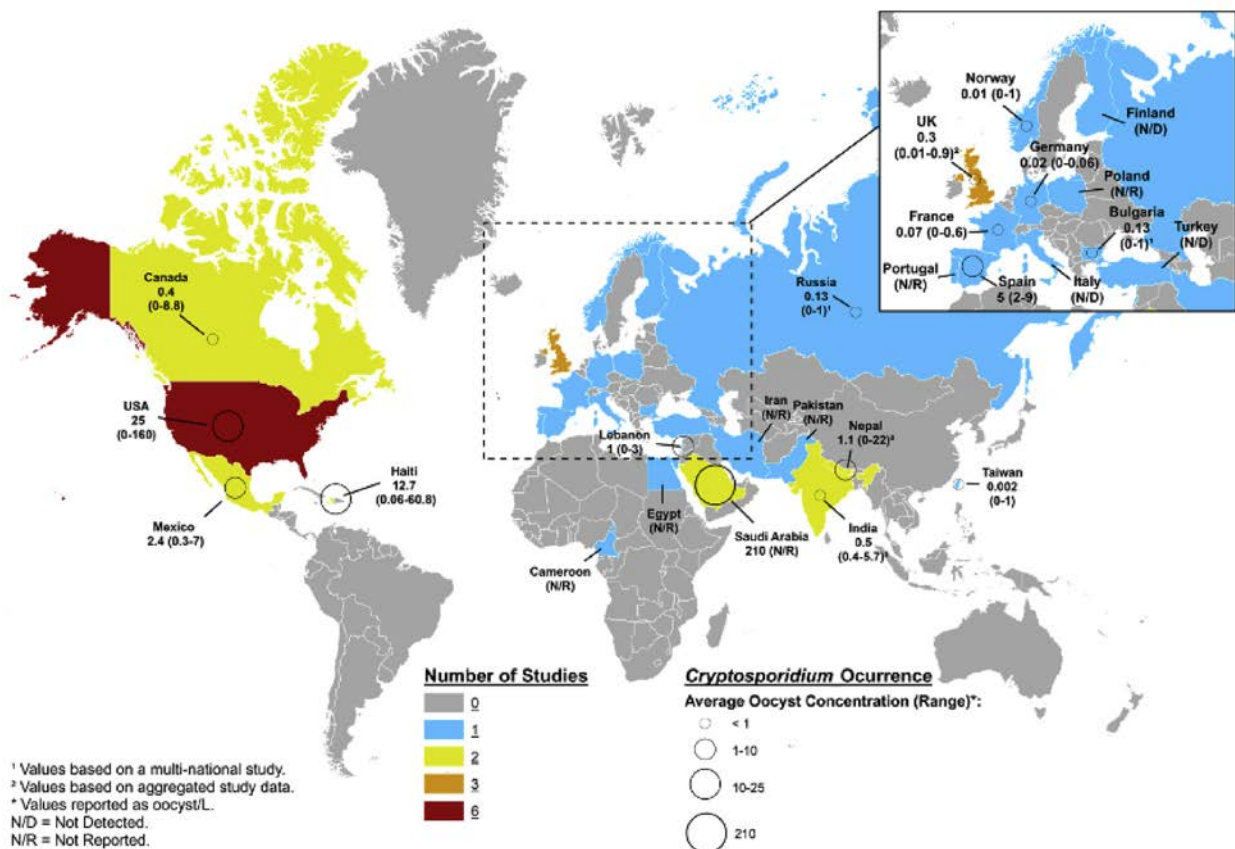 Norway
0.01 (0-1)
Finland
(N/D)
UK
0.3
(0.01-0.9)²
Germany
0.02 (0-0.06)
Poland
(N/R)
France
0.07 (0-0.6)
Bulgaria
0.13
(0-1)¹
Turkey
(N/D)
Portugal
(N/R)
Spain
5 (2-9)
Italy
(N/D)
Canada
0.4
(0-8.8)
Russia
0.13
(0-1)¹
USA
25
(0-160)
Haiti
12.7
(0.06-60.8)
Mexico
2.4 (0.3-7)
Lebanon
1 (0-3)
Iran
(N/R)
Pakistan
(N/R)
Nepal
1.1 (0-22)²
Taiwan
0.002
(0-1)
Egypt
(N/R)
Saudi Arabia
210 (N/R)
India
0.5
(0.4-5.7)²
Cameroon
(N/R)
Number of Studies
0
1
2
3
6
Cryptosporidium Ocurrence
Average Oocyst Concentration (Range)*:
< 1
1-10
10-25
210
¹ Values based on a multi-national study.
² Values based on aggregated study data.
* Values reported as oocyst/L.
N/D = Not Detected.
N/R = Not Reported.